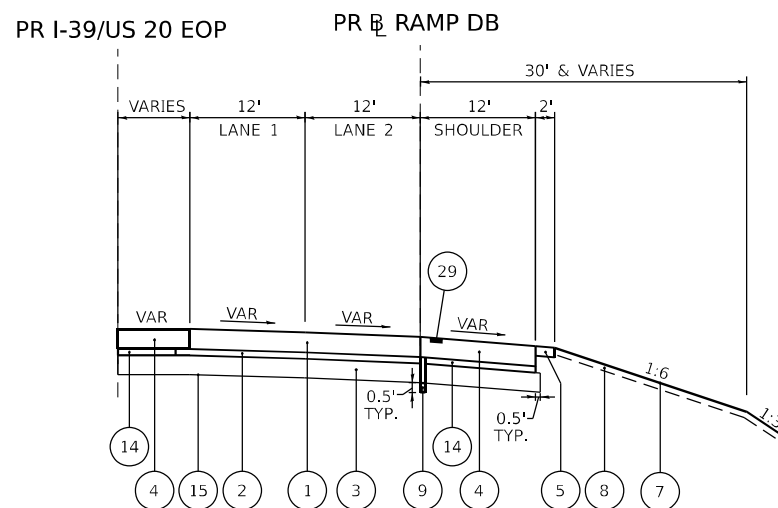 PR I-39/US 20 EOP
PR BL RAMP DB
30' & VARIES
VARIES
12'
12'
12'
2'
LANE 1
LANE 2
SHOULDER
29
VAR
VAR
VAR
VAR
1:6
0.5'
TYP.
0.5'
TYP.
14
14
4
15
2
1
3
9
4
5
8
7